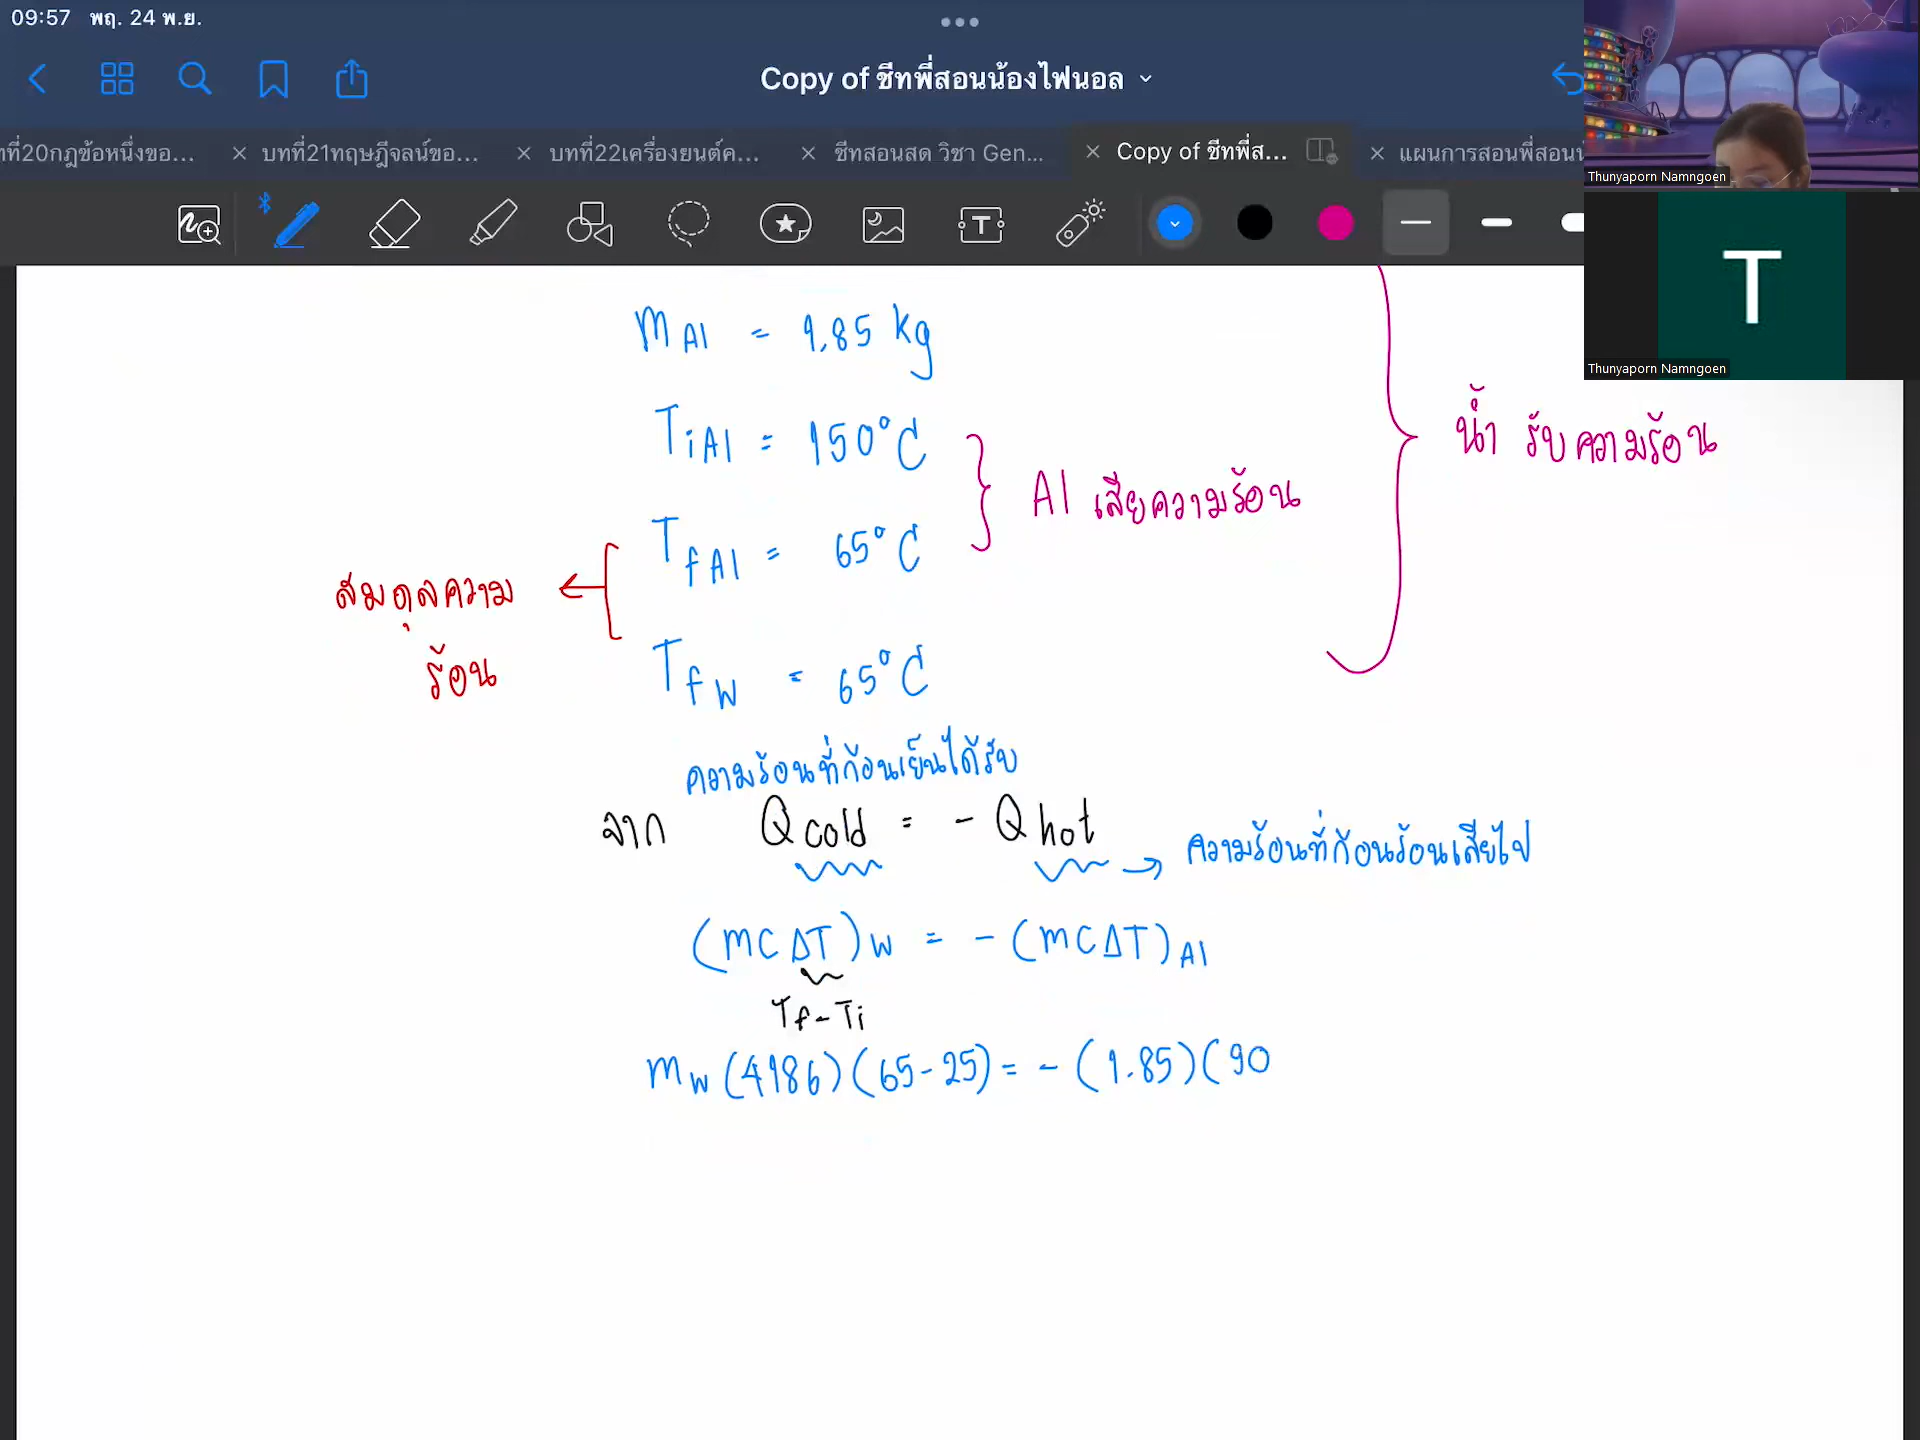 09:57 พฤ. 24 พ.ย.
Copy of ชีทพี่สอนน้องไฟนอล
ทที่20กฎข้อหนึ่งขอ...
บทที่21ทฤษฎีจลน์ขอ...
บทที่22เครื่องยนต์ค...
ชีทสอนสด วิชา Gen...
Copy of ชีทพี่ส...
แผนการสอนพี่สอนน
Thunyaporn Namngoen
T
Thunyaporn Namngoen
mAl = 1.85 kg
TiAl = 150°C
TfAl = 65°C
Al เสียความร้อน
น้ำ รับความร้อน
สมดุลความ
ร้อน
TfW = 65°C
ความร้อนที่ก้อนเย็นได้รับ
จาก Qcold = - Qhot → ความร้อนที่ก้อนร้อนเสียไป
(mCΔT)W = - (mCΔT)Al
Tf - Ti
mW (4186)(65-25) = - (1.85)(90